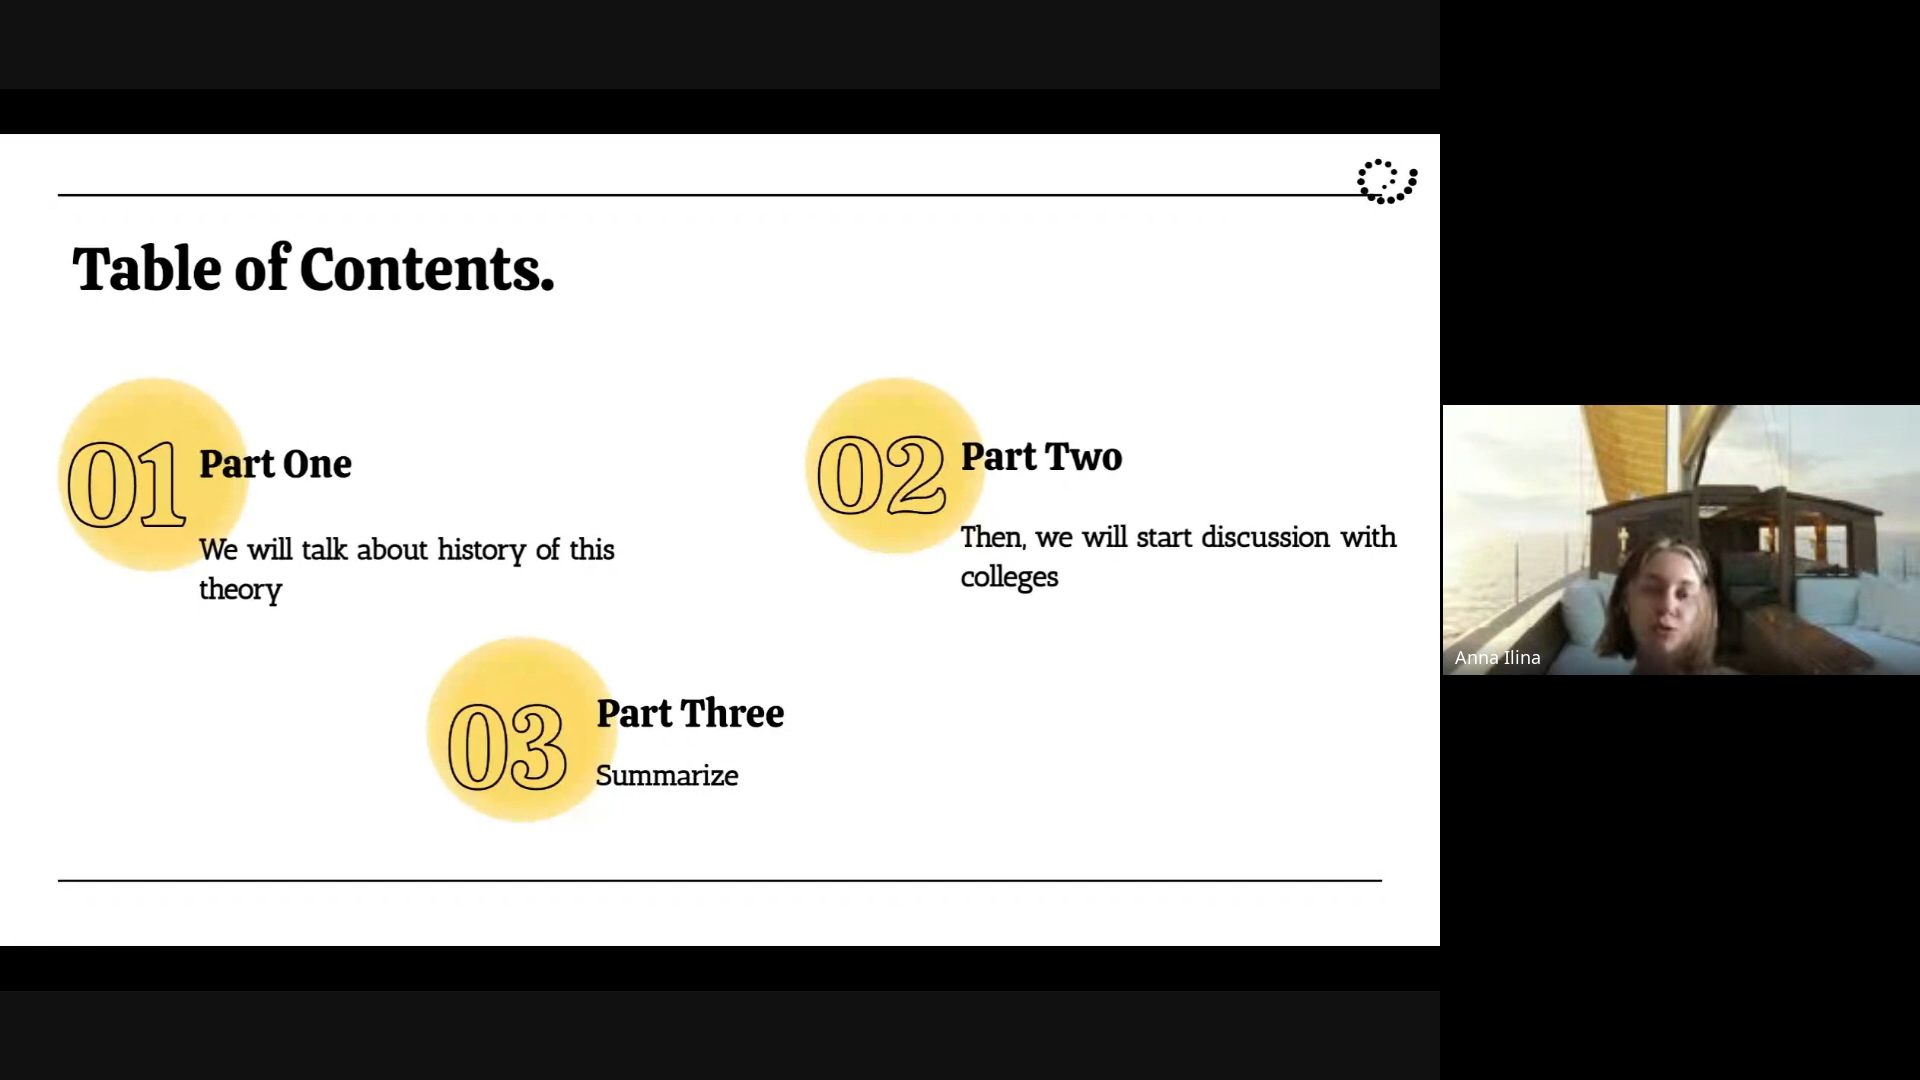 Table of Contents.
01
Part One
We will talk about history of this
theory
02
Part Two
Then, we will start discussion with
colleges
03
Part Three
Summarize
Anna Ilina